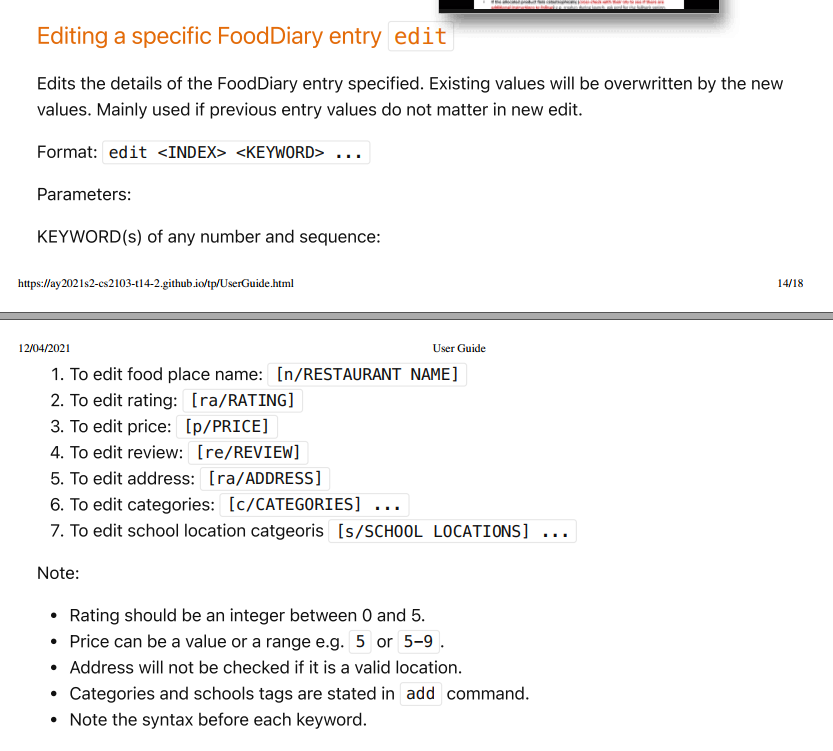 Editing a specific FoodDiary entry edit
Edits the details of the FoodDiary entry specified. Existing values will be overwritten by the new
values. Mainly used if previous entry values do not matter in new edit.
Format: edit <INDEX> <KEYWORD> ...
Parameters:
KEYWORD(s) of any number and sequence:
https://ay2021s2-cs2103-t14-2.github.io/tp/UserGuide.html 14/18
12/04/2021 User Guide
1. To edit food place name: [n/RESTAURANT NAME]
2. To edit rating: [ra/RATING]
3. To edit price: [p/PRICE]
4. To edit review: [re/REVIEW]
5. To edit address: [ra/ADDRESS]
6. To edit categories: [c/CATEGORIES] ...
7. To edit school location catgeoris [s/SCHOOL LOCATIONS] ...
Note:
• Rating should be an integer between 0 and 5.
• Price can be a value or a range e.g. 5 or 5-9 .
• Address will not be checked if it is a valid location.
• Categories and schools tags are stated in add command.
• Note the syntax before each keyword.